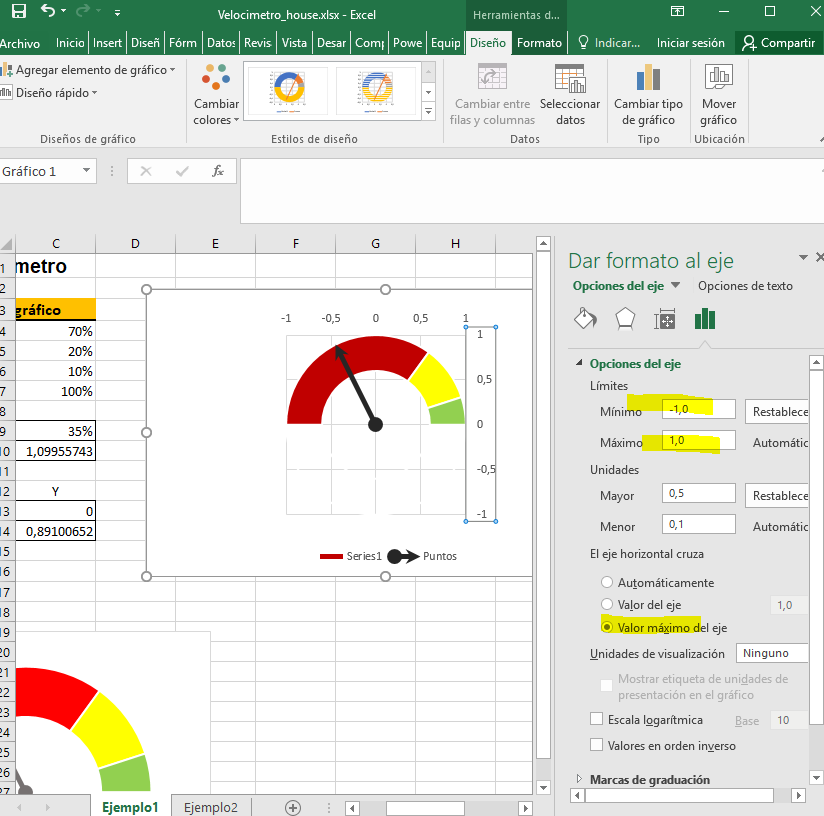 Velocimetro_house.xlsx - Excel
Herramientas d...
Archivo Inicio Insert Diseñ Fórm Datos Revis Vista Desar Comp Powe Equip Diseño Formato Indicar... Iniciar sesión Compartir
Agregar elemento de gráfico
Diseño rápido
Cambiar colores
Cambiar entre filas y columnas
Seleccionar datos
Cambiar tipo de gráfico
Mover gráfico
Diseños de gráfico
Estilos de diseño
Datos
Tipo
Ubicación
Gráfico 1
fx
C D E F G H
1 metro
2
3 gráfico
4 70%
5 20%
6 10%
7 100%
8
9 35%
10 1,09955743
11
12 Y
13 0
14 0,89100652
15
16
17
18
19
20
21
22
23
24
25
26
27
-1 -0,5 0 0,5 1
1
0,5
0
-0,5
-1
Series1 Puntos
Ejemplo1 Ejemplo2
Dar formato al eje
Opciones del eje Opciones de texto
Opciones del eje
Límites
Mínimo -1,0 Restablece
Máximo 1,0 Automátic
Unidades
Mayor 0,5 Restablece
Menor 0,1 Automátic
El eje horizontal cruza
Automáticamente
Valor del eje 1,0
Valor máximo del eje
Unidades de visualización Ninguno
Mostrar etiqueta de unidades de
presentación en el gráfico
Escala logarítmica Base 10
Valores en orden inverso
Marcas de graduación